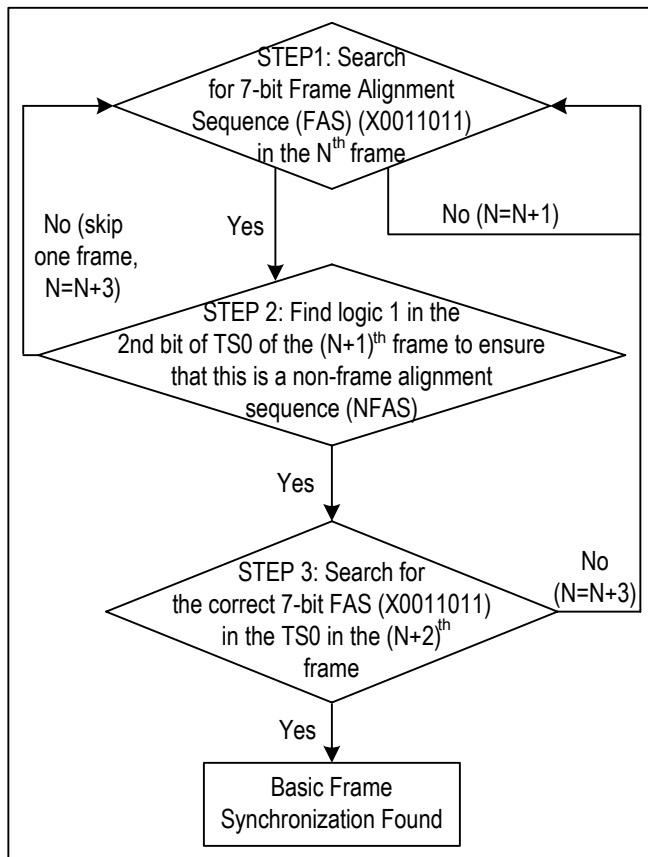 STEP1: Search
for 7-bit Frame Alignment
Sequence (FAS) (X0011011)
in the Nth frame
No (skip
one frame,
N=N+3)
Yes
No (N=N+1)
STEP 2: Find logic 1 in the
2nd bit of TS0 of the (N+1)th frame to ensure
that this is a non-frame alignment
sequence (NFAS)
Yes
STEP 3: Search for
the correct 7-bit FAS (X0011011)
in the TS0 in the (N+2)th
frame
No
(N=N+3)
Yes
Basic Frame
Synchronization Found